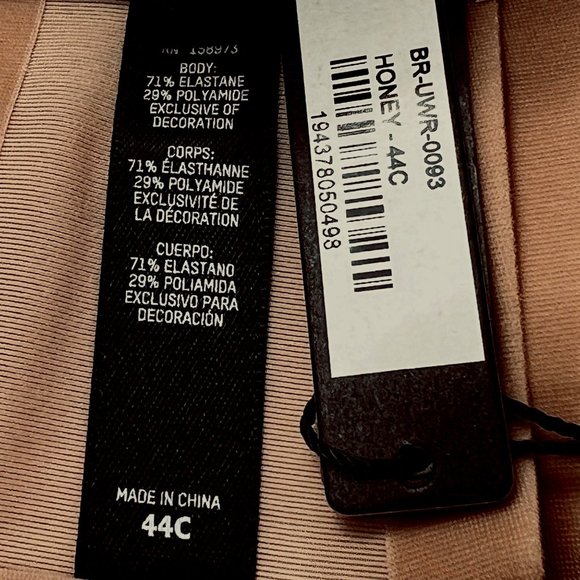 RN 158973
BODY:
71% ELASTANE
29% POLYAMIDE
EXCLUSIVE OF
DECORATION
CORPS:
71% ÉLASTHANNE
29% POLYAMIDE
EXCLUSIVITÉ DE
LA DÉCORATION
CUERPO:
71% ELASTANO
29% POLIAMIDA
EXCLUSIVO PARA
DECORACIÓN
MADE IN CHINA
44C
BR-UWR-0093
HONEY - 44C
194378050498